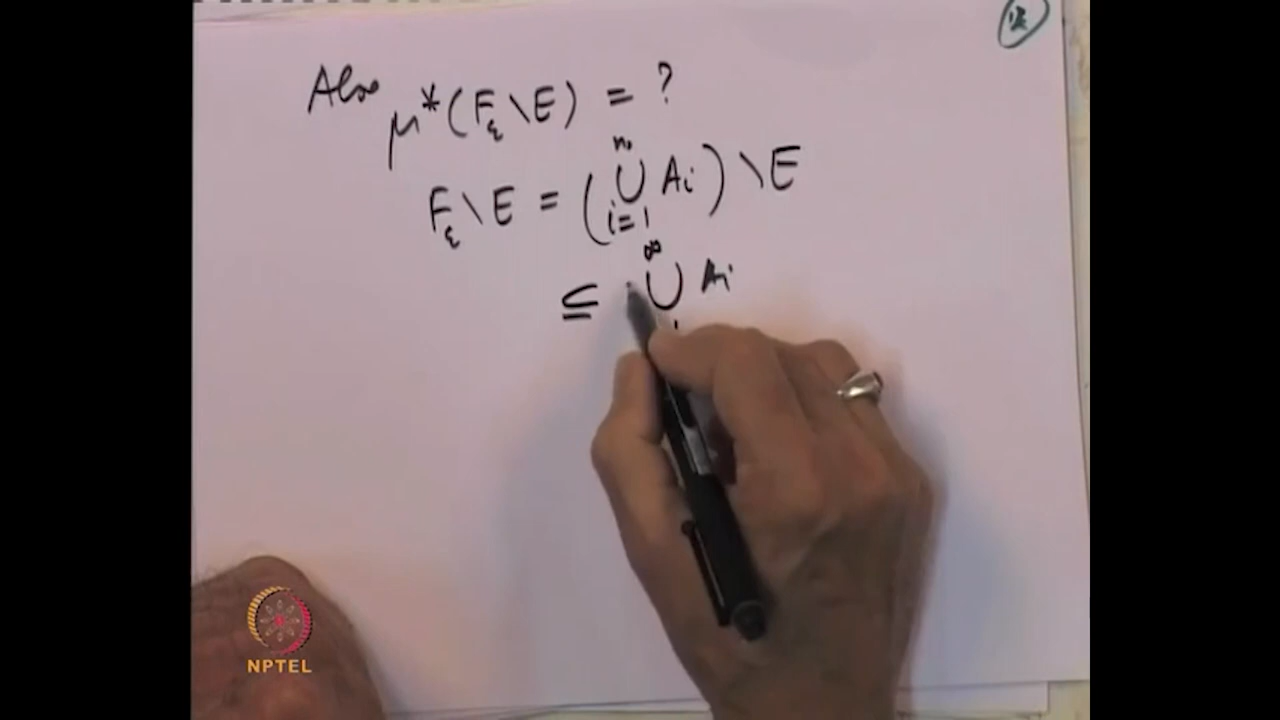 Also μ*(F_ε \ E) = ?
F_ε \ E = (⋃_{i=1}^{n₀} A_i) \ E
⊆ ⋃^∞ A_i
NPTEL